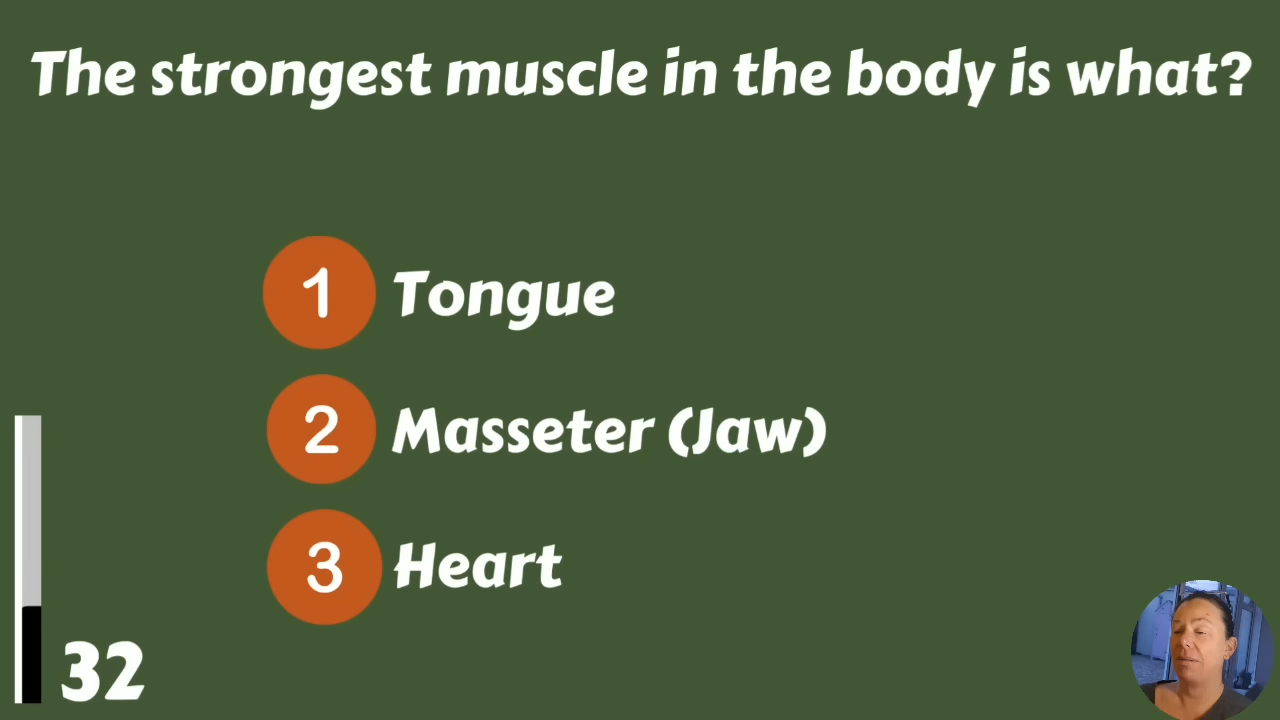 The strongest muscle in the body is what?
1 Tongue
2 Masseter (Jaw)
3 Heart
32